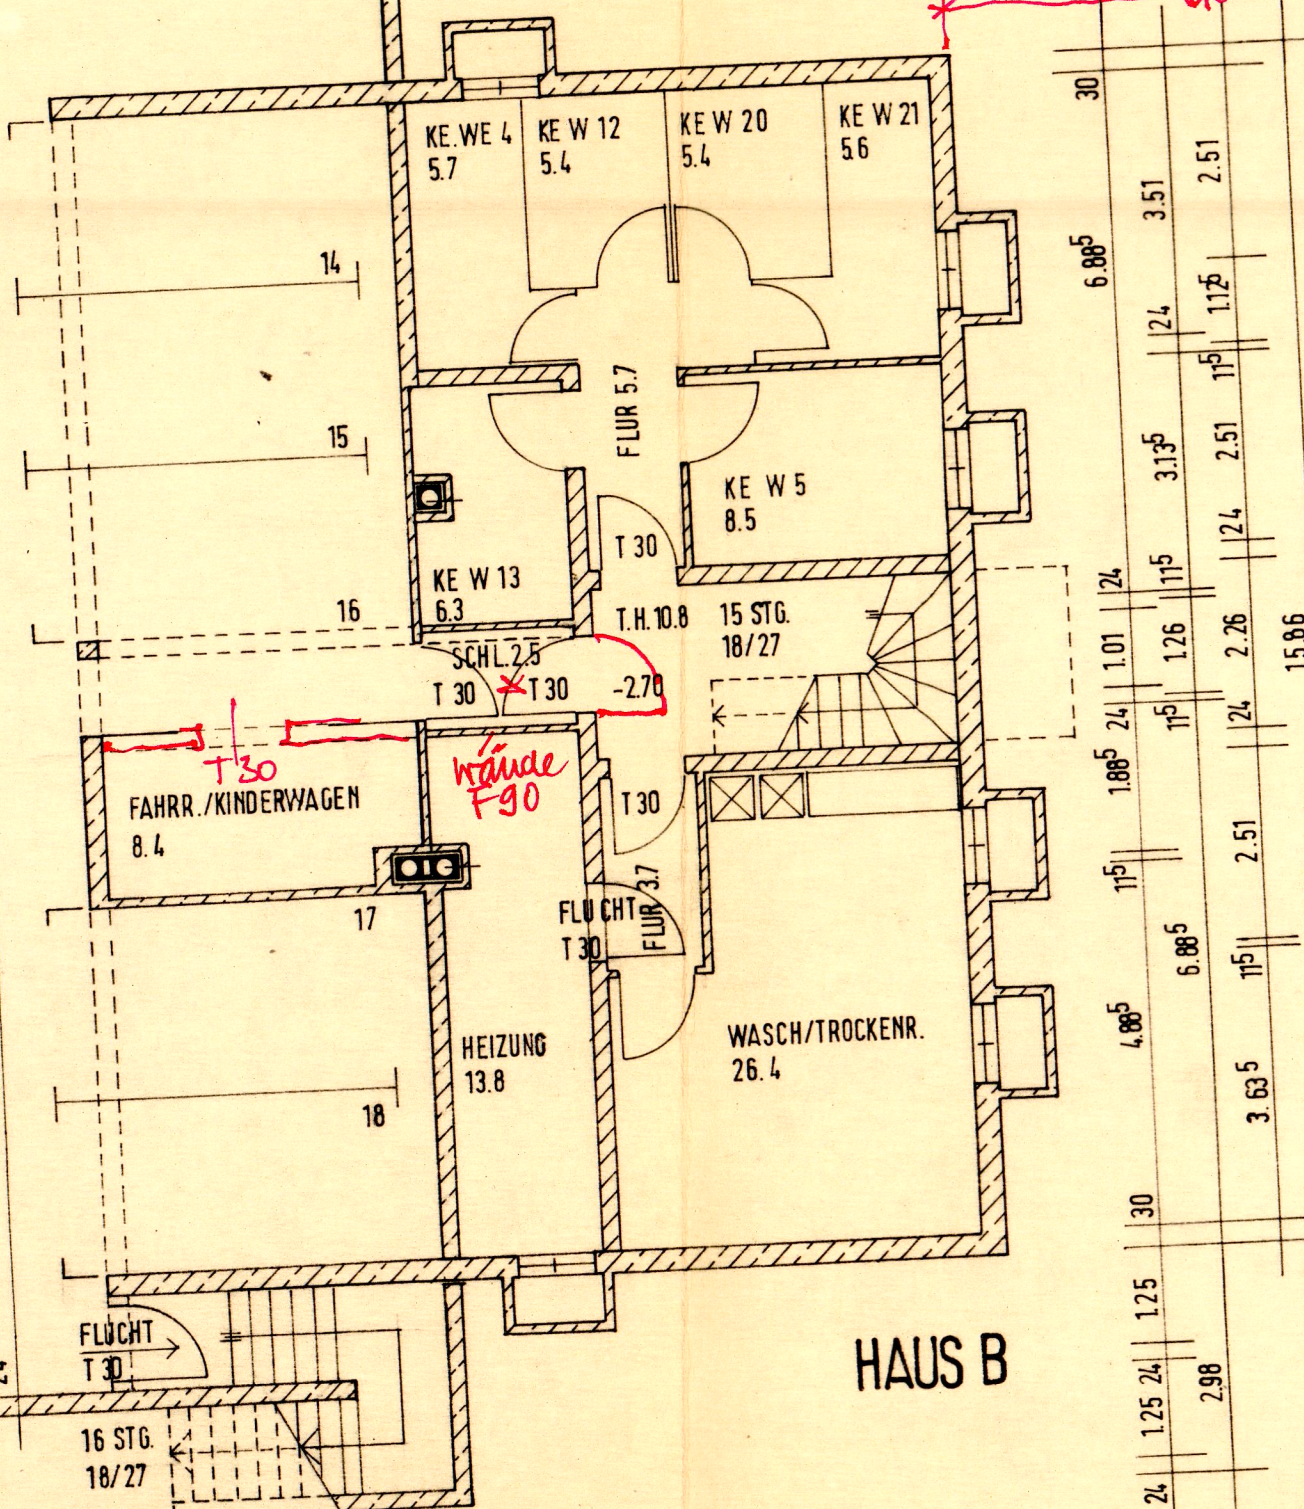 KE.WE 4
5.7
KE W 12
5.4
KE W 20
5.4
KE W 21
5.6
14
15
16
FLUR 5.7
KE W 5
8.5
T 30
KE W 13
6.3
T.H. 10.8
15 STG.
18/27
SCHL. 2.5
T 30
T 30
-2.70
T 30
wände
F90
FAHRR./KINDERWAGEN
8.4
T 30
17
FLUCHT
T 30
FLUR 3.7
HEIZUNG
13.8
WASCH/TROCKENR.
26.4
18
FLUCHT
T 30
16 STG.
18/27
HAUS B
30
6.88⁵
24
1.01
24
1.88⁵
11⁵
4.88⁵
30
1.25
24
1.25
24
3.51
24
3.13⁵
11⁵
1.26
11⁵
6.88⁵
2.98
2.51
1.12⁵
11⁵
2.51
24
2.26
24
2.51
11⁵
3.63⁵
15.86
24